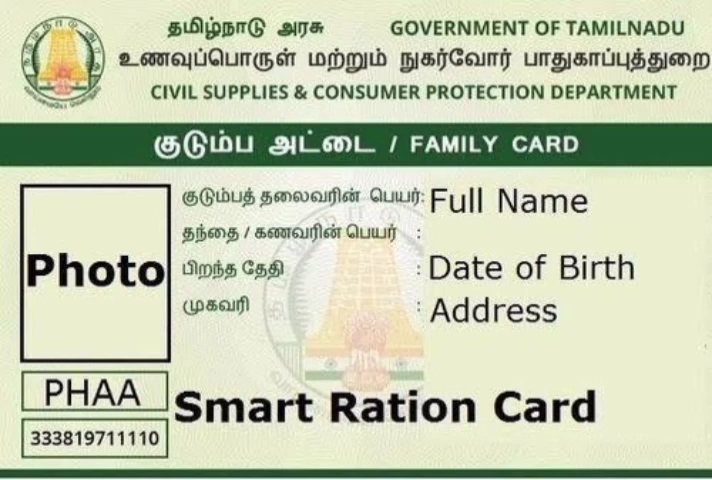 தமிழ்நாடு அரசு GOVERNMENT OF TAMILNADU
உணவுப்பொருள் மற்றும் நுகர்வோர் பாதுகாப்புத்துறை
CIVIL SUPPLIES & CONSUMER PROTECTION DEPARTMENT
குடும்ப அட்டை / FAMILY CARD
குடும்பத் தலைவரின் பெயர்: Full Name
தந்தை / கணவரின் பெயர் :
Photo
பிறந்த தேதி : Date of Birth
முகவரி : Address
PHAA
Smart Ration Card
333819711110